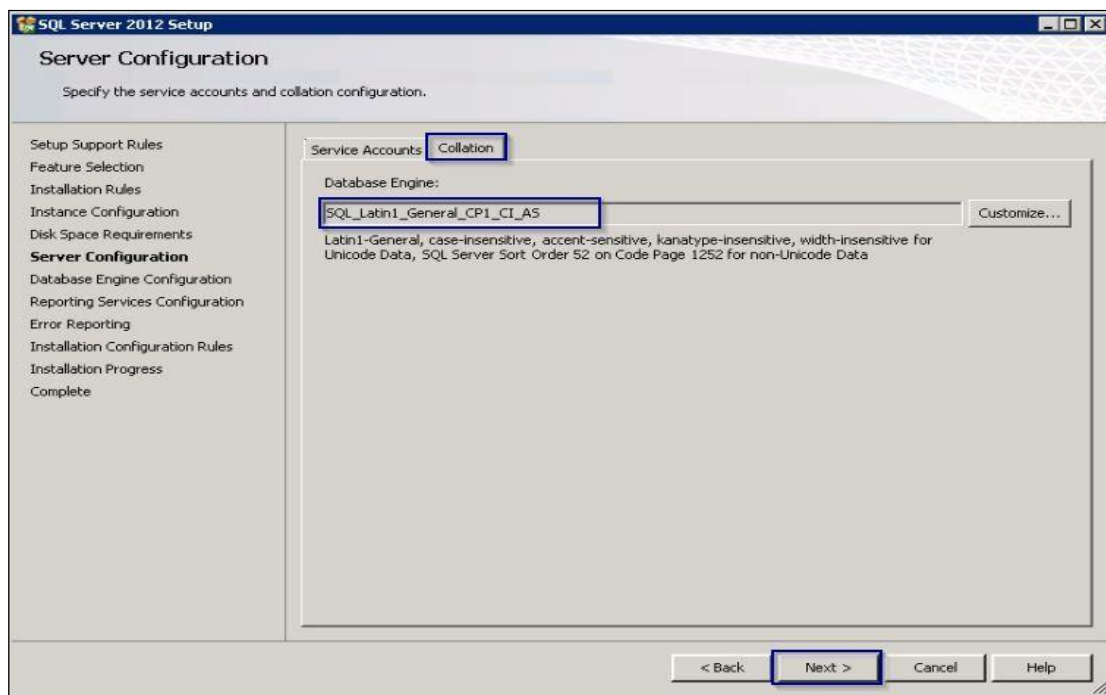 SQL Server 2012 Setup
Server Configuration
Specify the service accounts and collation configuration.
Setup Support Rules
Feature Selection
Installation Rules
Instance Configuration
Disk Space Requirements
Server Configuration
Database Engine Configuration
Reporting Services Configuration
Error Reporting
Installation Configuration Rules
Installation Progress
Complete
Service Accounts Collation
Database Engine:
SQL_Latin1_General_CP1_CI_AS
Customize...
Latin1-General, case-insensitive, accent-sensitive, kanatype-insensitive, width-insensitive for
Unicode Data, SQL Server Sort Order 52 on Code Page 1252 for non-Unicode Data
< Back Next > Cancel Help